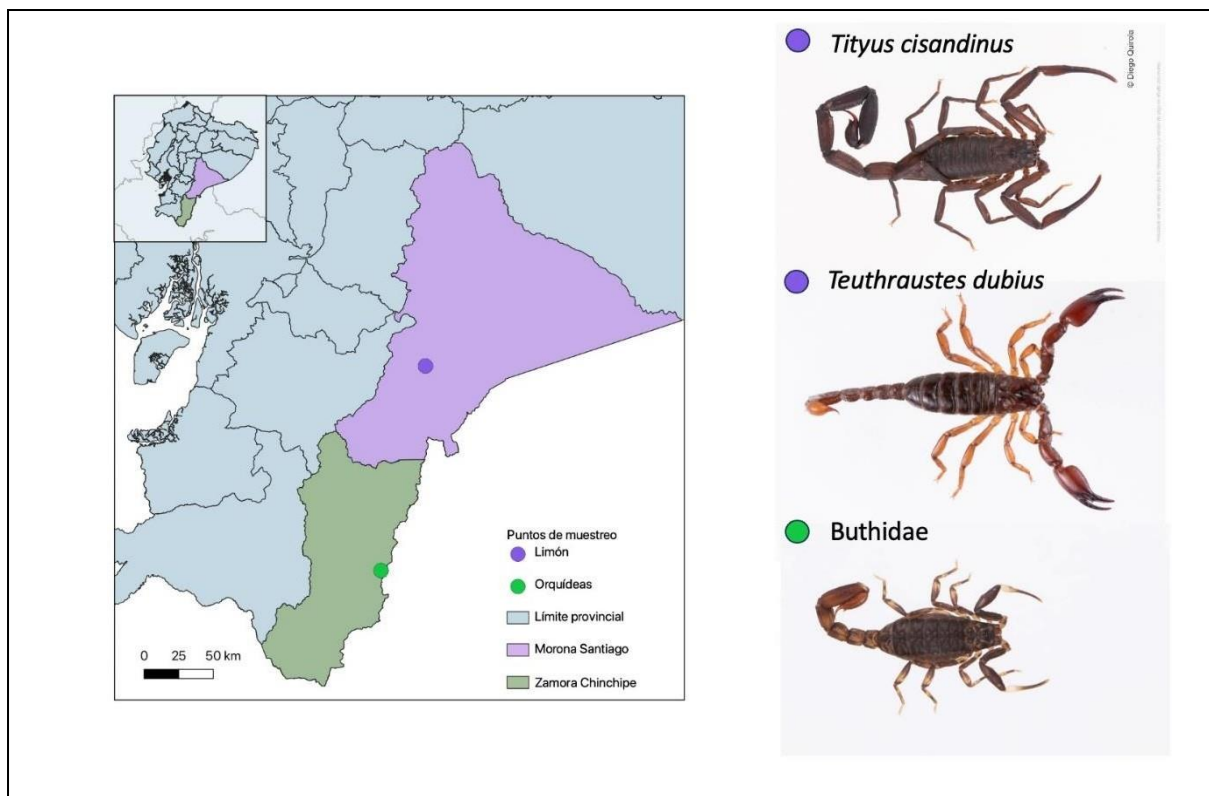 Puntos de muestreo
Limón
Orquídeas
Límite provincial
Morona Santiago
Zamora Chinchipe
0 25 50 km
Tityus cisandinus
© Diego Quirola
Teuthraustes dubius
Buthidae